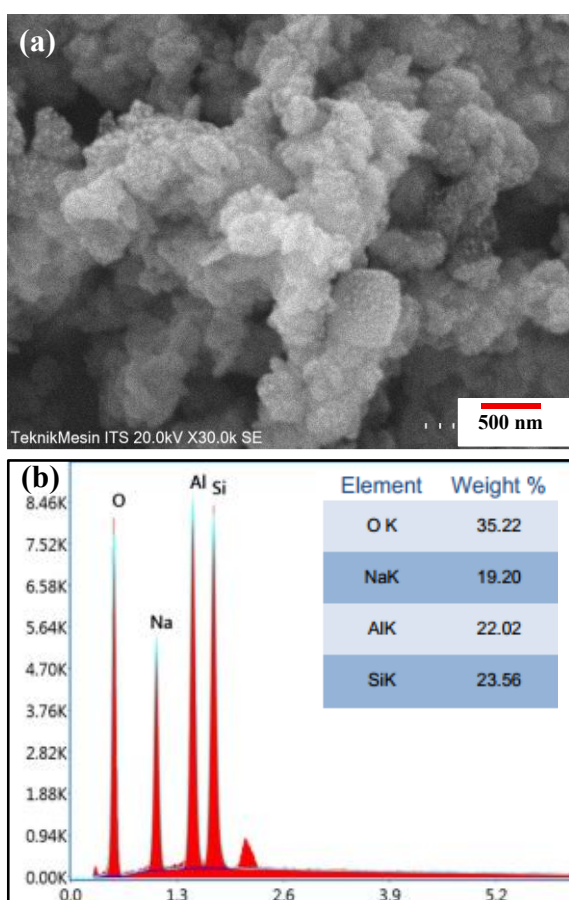 (a)
TeknikMesin ITS 20.0kV X30.0k SE
500 nm
(b)
Element Weight %
O K 35.22
NaK 19.20
AlK 22.02
SiK 23.56
O
Na
Al
Si
8.46K
7.52K
6.58K
5.64K
4.70K
3.76K
2.82K
1.88K
0.94K
0.00K
0.0 1.3 2.6 3.9 5.2